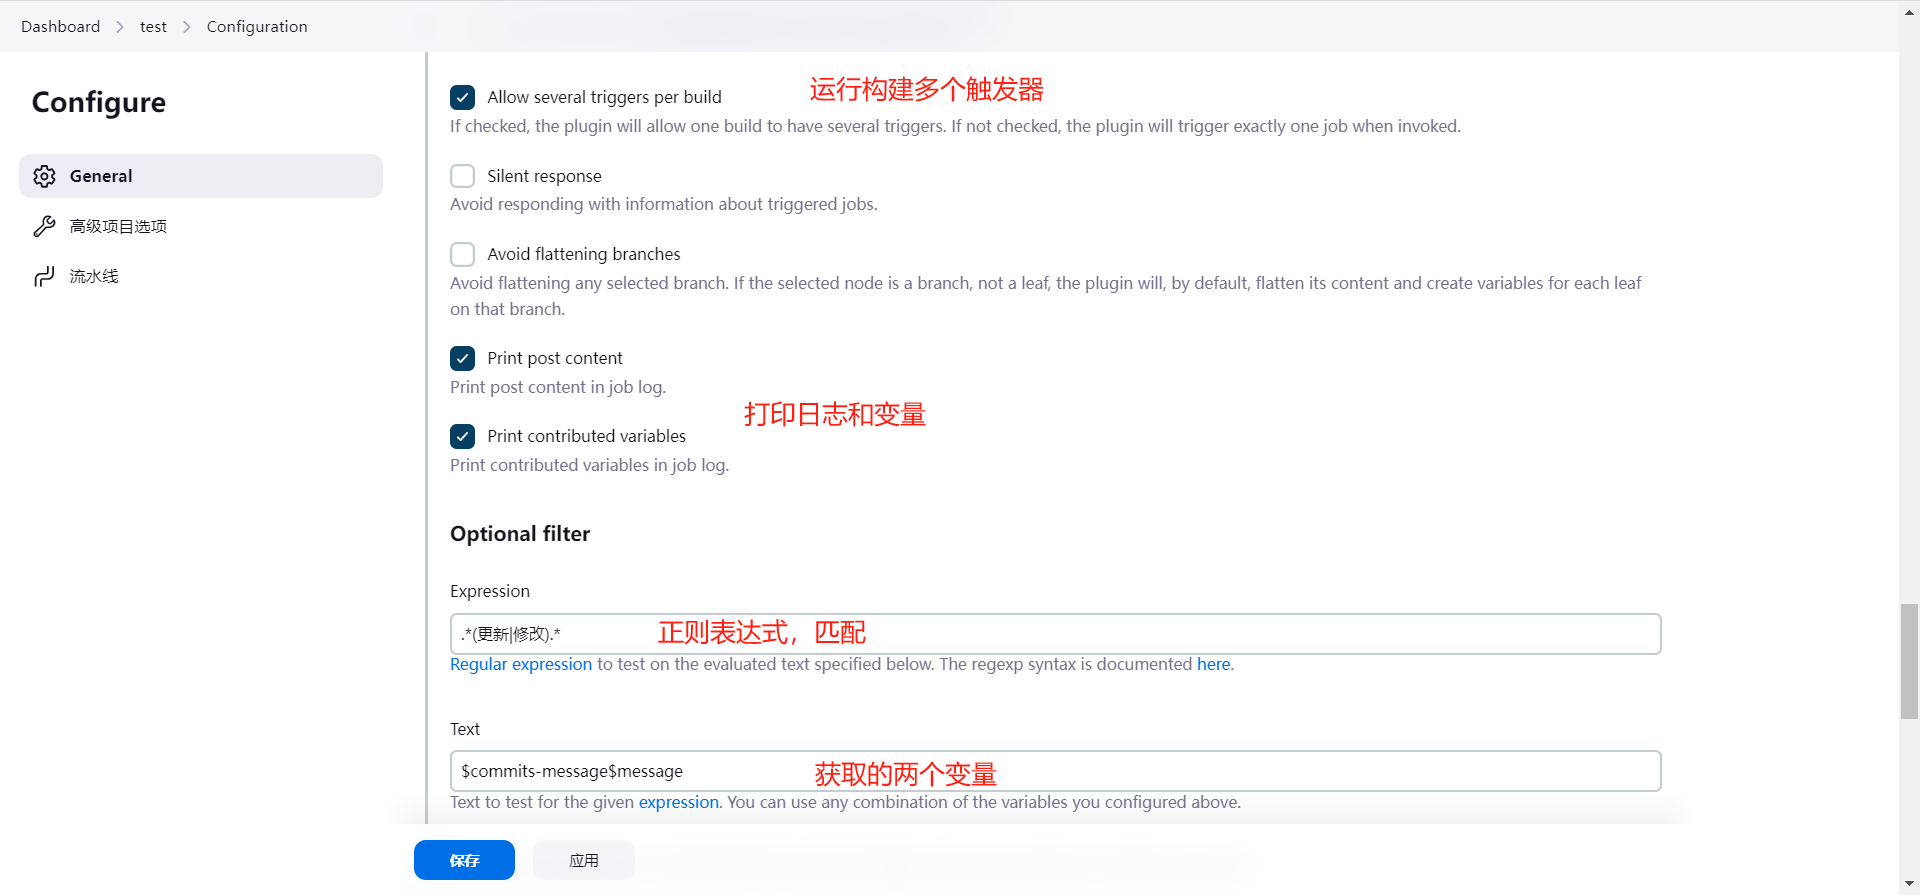 Dashboard > test > Configuration
Configure
General
高级项目选项
流水线
Allow several triggers per build 运行构建多个触发器
If checked, the plugin will allow one build to have several triggers. If not checked, the plugin will trigger exactly one job when invoked.
Silent response
Avoid responding with information about triggered jobs.
Avoid flattening branches
Avoid flattening any selected branch. If the selected node is a branch, not a leaf, the plugin will, by default, flatten its content and create variables for each leaf
on that branch.
Print post content
Print post content in job log.
打印日志和变量
Print contributed variables
Print contributed variables in job log.
Optional filter
Expression
.*(更新|修改).* 正则表达式，匹配
Regular expression to test on the evaluated text specified below. The regexp syntax is documented here.
Text
$commits-message$message 获取的两个变量
Text to test for the given expression. You can use any combination of the variables you configured above.
保存 应用